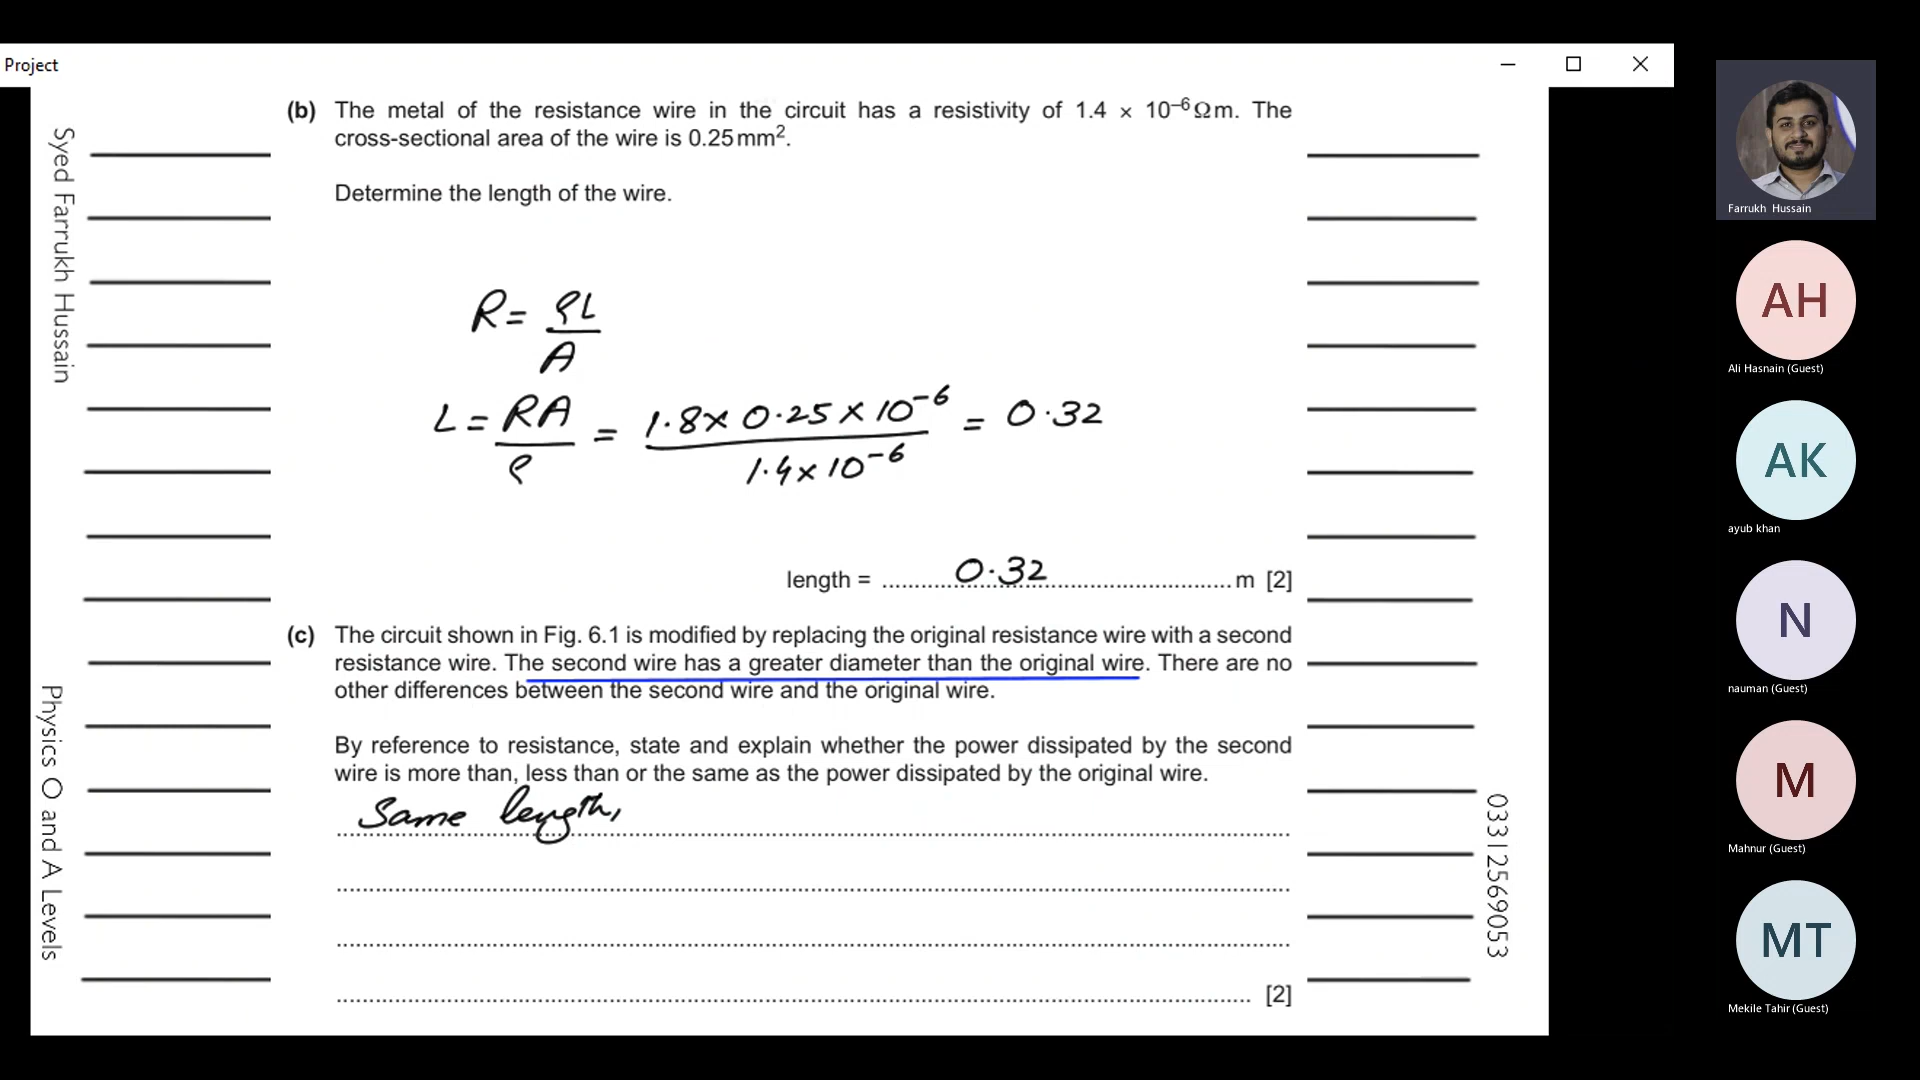 Project
Syed Farrukh Hussain
Physics O and A Levels
(b) The metal of the resistance wire in the circuit has a resistivity of 1.4 × 10⁻⁶ Ωm. The
cross-sectional area of the wire is 0.25 mm².
Determine the length of the wire.
R = ρL
A
L = RA = 1.8 x 0.25 x 10⁻⁶ = 0.32
ρ 1.4 x 10⁻⁶
length = 0.32 m [2]
(c) The circuit shown in Fig. 6.1 is modified by replacing the original resistance wire with a second
resistance wire. The second wire has a greater diameter than the original wire. There are no
other differences between the second wire and the original wire.
By reference to resistance, state and explain whether the power dissipated by the second
wire is more than, less than or the same as the power dissipated by the original wire.
Same length,
[2]
03312569053
Farrukh Hussain
AH
Ali Hasnain (Guest)
AK
ayub khan
N
nauman (Guest)
M
Mahnur (Guest)
MT
Mekile Tahir (Guest)